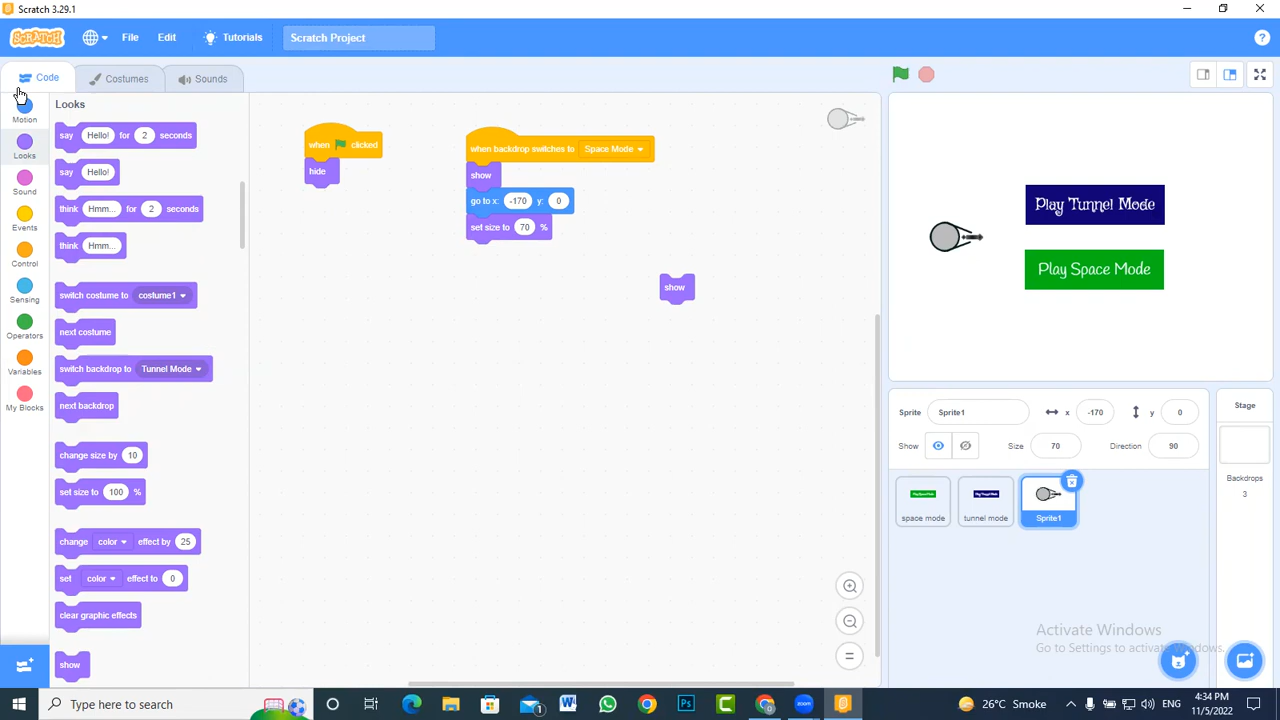 Scratch 3.29.1
SCRATCH
File Edit Tutorials Scratch Project
Code Costumes Sounds
Motion
Looks
Sound
Events
Control
Sensing
Operators
Variables
My Blocks
Looks
say Hello! for 2 seconds
say Hello!
think Hmm... for 2 seconds
think Hmm...
switch costume to costume1
next costume
switch backdrop to Tunnel Mode
next backdrop
change size by 10
set size to 100 %
change color effect by 25
set color effect to 0
clear graphic effects
show
when clicked
hide
when backdrop switches to Space Mode
show
go to x: -170 y: 0
set size to 70 %
show
Play Tunnel Mode
Play Space Mode
Sprite Sprite1 x -170 y 0
Show Size 70 Direction 90
space mode
tunnel mode
Sprite1
Stage
Backdrops
3
Activate Windows
Go to Settings to activate Windows.
Type here to search
26°C Smoke
ENG
4:34 PM
11/5/2022